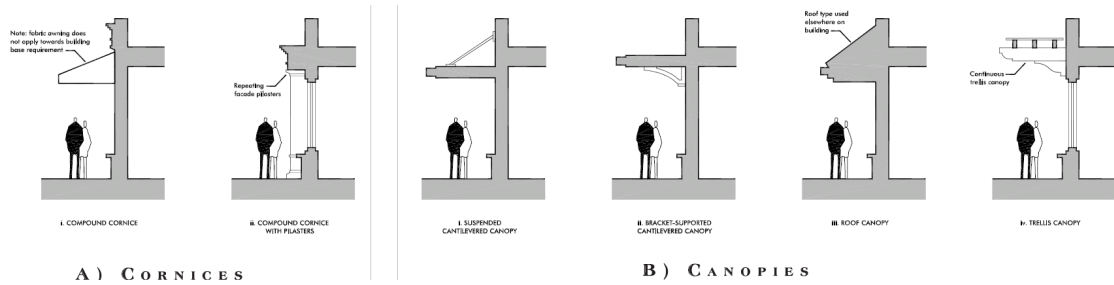 Note: fabric awning does
not apply towards building
base requirement
i. COMPOUND CORNICE
Repeating
facade pilasters
ii. COMPOUND CORNICE
WITH PILASTERS
A) CORNICES
i. SUSPENDED
CANTILEVERED CANOPY
ii. BRACKET-SUPPORTED
CANTILEVERED CANOPY
Roof type used
elsewhere on
building
iii. ROOF CANOPY
Continuous
trellis canopy
iv. TRELLIS CANOPY
B) CANOPIES